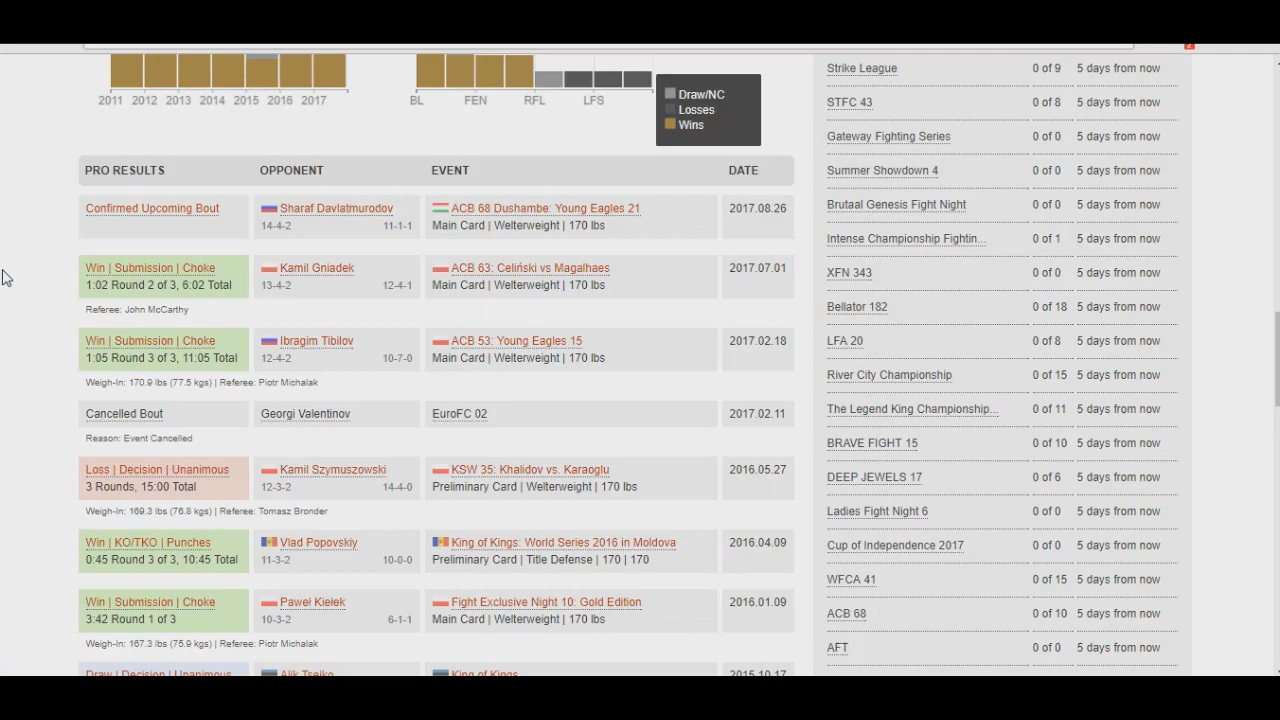 2
2011 2012 2013 2014 2015 2016 2017
BL FEN RFL LFS
Draw/NC
Losses
Wins
PRO RESULTS OPPONENT EVENT DATE
Confirmed Upcoming Bout Sharaf Davlatmurodov ACB 68 Dushambe: Young Eagles 21 2017.08.26
14-4-2 11-1-1 Main Card | Welterweight | 170 lbs
Win | Submission | Choke Kamil Gniadek ACB 63: Celiński vs Magalhaes 2017.07.01
1:02 Round 2 of 3, 6:02 Total 13-4-2 12-4-1 Main Card | Welterweight | 170 lbs
Referee: John McCarthy
Win | Submission | Choke Ibragim Tibilov ACB 53: Young Eagles 15 2017.02.18
1:05 Round 3 of 3, 11:05 Total 12-4-2 10-7-0 Main Card | Welterweight | 170 lbs
Weigh-In: 170.9 lbs (77.5 kgs) | Referee: Piotr Michalak
Cancelled Bout Georgi Valentinov EuroFC 02 2017.02.11
Reason: Event Cancelled
Loss | Decision | Unanimous Kamil Szymuszowski KSW 35: Khalidov vs. Karaoglu 2016.05.27
3 Rounds, 15:00 Total 12-3-2 14-4-0 Preliminary Card | Welterweight | 170 lbs
Weigh-In: 169.3 lbs (76.8 kgs) | Referee: Tomasz Bronder
Win | KO/TKO | Punches Vlad Popovskiy King of Kings: World Series 2016 in Moldova 2016.04.09
0:45 Round 3 of 3, 10:45 Total 11-3-2 10-0-0 Preliminary Card | Title Defense | 170 | 170
Win | Submission | Choke Paweł Kiełek Fight Exclusive Night 10: Gold Edition 2016.01.09
3:42 Round 1 of 3 10-3-2 6-1-1 Main Card | Welterweight | 170 lbs
Weigh-In: 167.3 lbs (75.9 kgs) | Referee: Piotr Michalak
Draw | Decision | Unanimous Alik Tseiko King of Kings 2015.10.17
Strike League 0 of 9 5 days from now
STFC 43 0 of 8 5 days from now
Gateway Fighting Series 0 of 0 5 days from now
Summer Showdown 4 0 of 0 5 days from now
Brutaal Genesis Fight Night 0 of 0 5 days from now
Intense Championship Fightin... 0 of 1 5 days from now
XFN 343 0 of 0 5 days from now
Bellator 182 0 of 18 5 days from now
LFA 20 0 of 8 5 days from now
River City Championship 0 of 15 5 days from now
The Legend King Championship... 0 of 11 5 days from now
BRAVE FIGHT 15 0 of 10 5 days from now
DEEP JEWELS 17 0 of 6 5 days from now
Ladies Fight Night 6 0 of 0 5 days from now
Cup of Independence 2017 0 of 0 5 days from now
WFCA 41 0 of 15 5 days from now
ACB 68 0 of 10 5 days from now
AFT 0 of 0 5 days from now